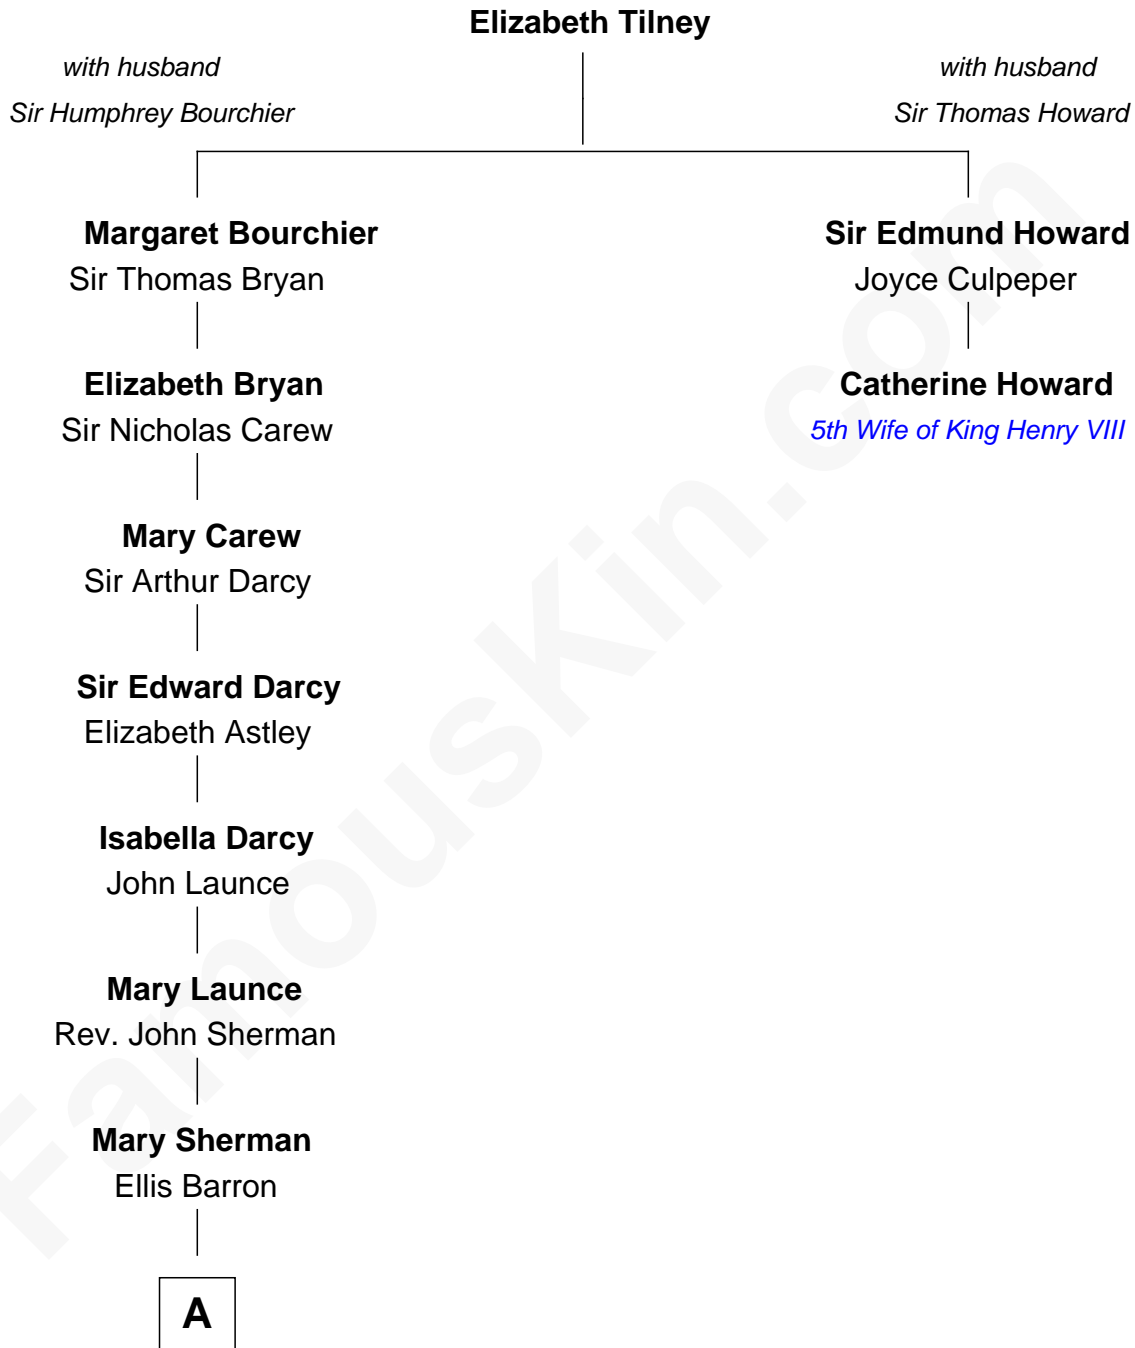 Elizabeth Tilney
with husband
Sir Humphrey Bourchier
with husband
Sir Thomas Howard
Margaret Bourchier
Sir Thomas Bryan
Sir Edmund Howard
Joyce Culpeper
Elizabeth Bryan
Sir Nicholas Carew
Catherine Howard
5th Wife of King Henry VIII
Mary Carew
Sir Arthur Darcy
Sir Edward Darcy
Elizabeth Astley
Isabella Darcy
John Launce
Mary Launce
Rev. John Sherman
Mary Sherman
Ellis Barron
A
FamousKin.com